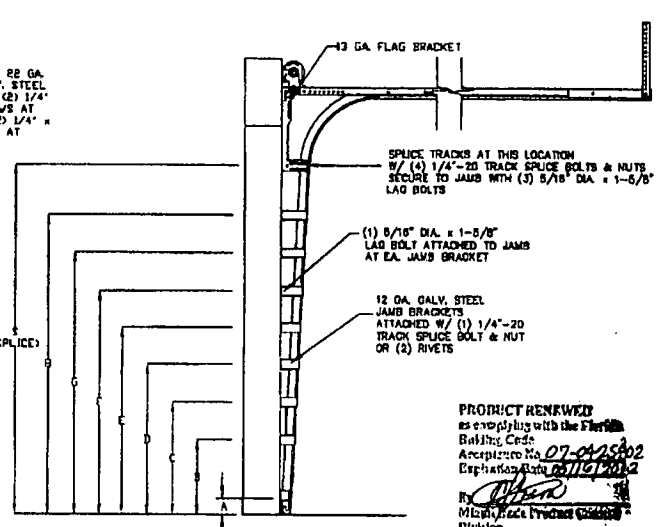 22 GA.
STEEL
(2) 1/4"
AT
1/4" x
AT
13 GA. FLAG BRACKET
SPLICE TRACKS AT THIS LOCATION
W/ (4) 1/4"-20 TRACK SPLICE BOLTS & NUTS
SECURE TO JAMB WITH (3) 5/16" DIA. x 1-5/8"
LAG BOLTS
(1) 5/16" DIA. x 1-5/8"
LAG BOLT ATTACHED TO JAMB
AT EA. JAMB BRACKET
12 GA. GALV. STEEL
JAMB BRACKETS
ATTACHED W/ (1) 1/4"-20
TRACK SPLICE BOLT & NUT
OR (2) RIVETS
SPLICE)
H
G
F
E
D
C
B
A
PRODUCT RENEWED
as complying with the Florida
Building Code
Acceptance No 07-0425.02
Expiration Date
By
Miami Dade Product Control
Division